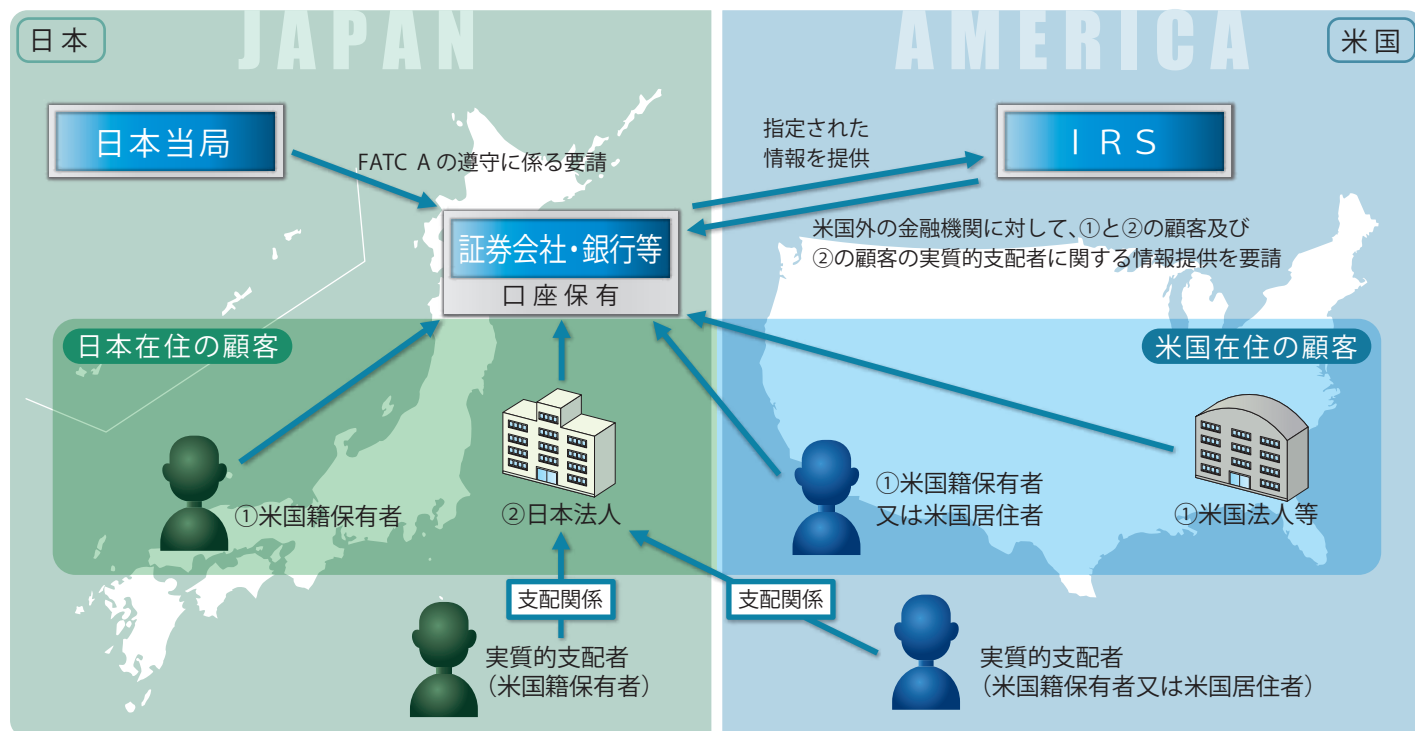 日本
JAPAN
AMERICA
米国
日本当局
FATC A の遵守に係る要請
指定された
情報を提供
IRS
証券会社・銀行等
口座保有
米国外の金融機関に対して、①と②の顧客及び
②の顧客の実質的支配者に関する情報提供を要請
日本在住の顧客
米国在住の顧客
①米国籍保有者
②日本法人
①米国籍保有者
又は米国居住者
①米国法人等
支配関係
支配関係
実質的支配者
（米国籍保有者）
実質的支配者
（米国籍保有者又は米国居住者）